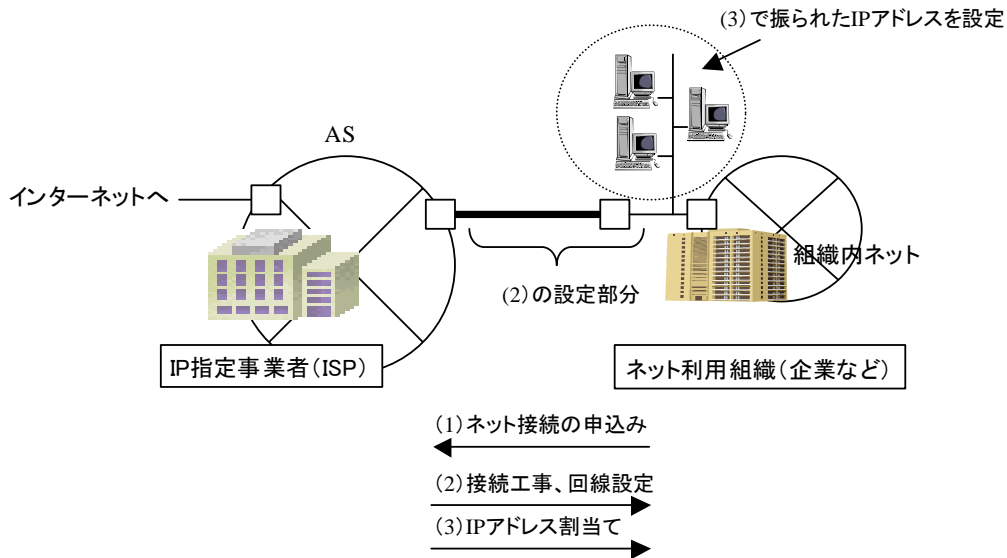 (3)で振られたIPアドレスを設定
AS
インターネットへ
組織内ネット
(2)の設定部分
IP指定事業者(ISP)
ネット利用組織(企業など)
(1)ネット接続の申込み
(2)接続工事、回線設定
(3)IPアドレス割当て